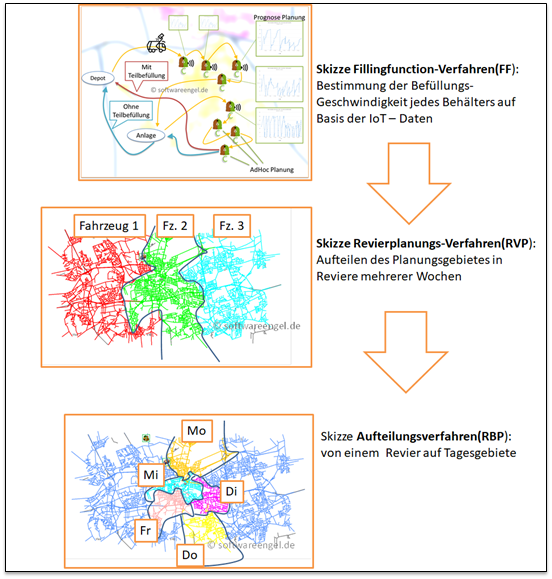 Prognose Planung
Mit
Teilbefüllung
Depot
© softwareengel.de
Ohne
Teilbefüllung
Anlage
AdHoc Planung
Skizze Fillingfunction-Verfahren(FF):
Bestimmung der Befüllungs-
Geschwindigkeit jedes Behälters auf
Basis der IoT – Daten
Fahrzeug 1
Fz. 2
Fz. 3
© softwareengel.de
Skizze Revierplanungs-Verfahren(RVP):
Aufteilen des Planungsgebietes in
Reviere mehrerer Wochen
Mo
Mi
Di
Fr
Do
© softwareengel.de
Skizze Aufteilungsverfahren(RBP):
von einem Revier auf Tagesgebiete